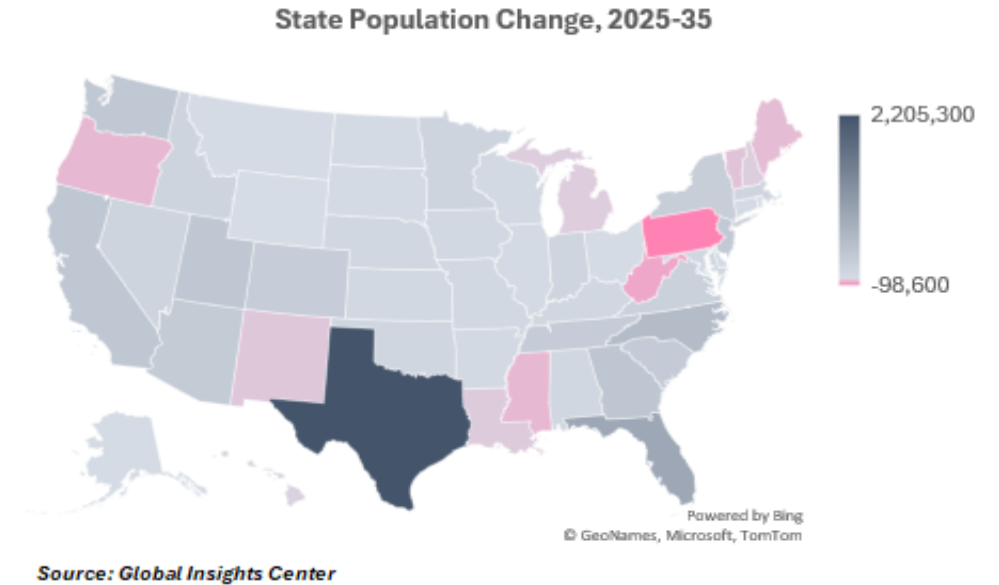 State Population Change, 2025-35
2,205,300
-98,600
Powered by Bing
© GeoNames, Microsoft, TomTom
Source: Global Insights Center